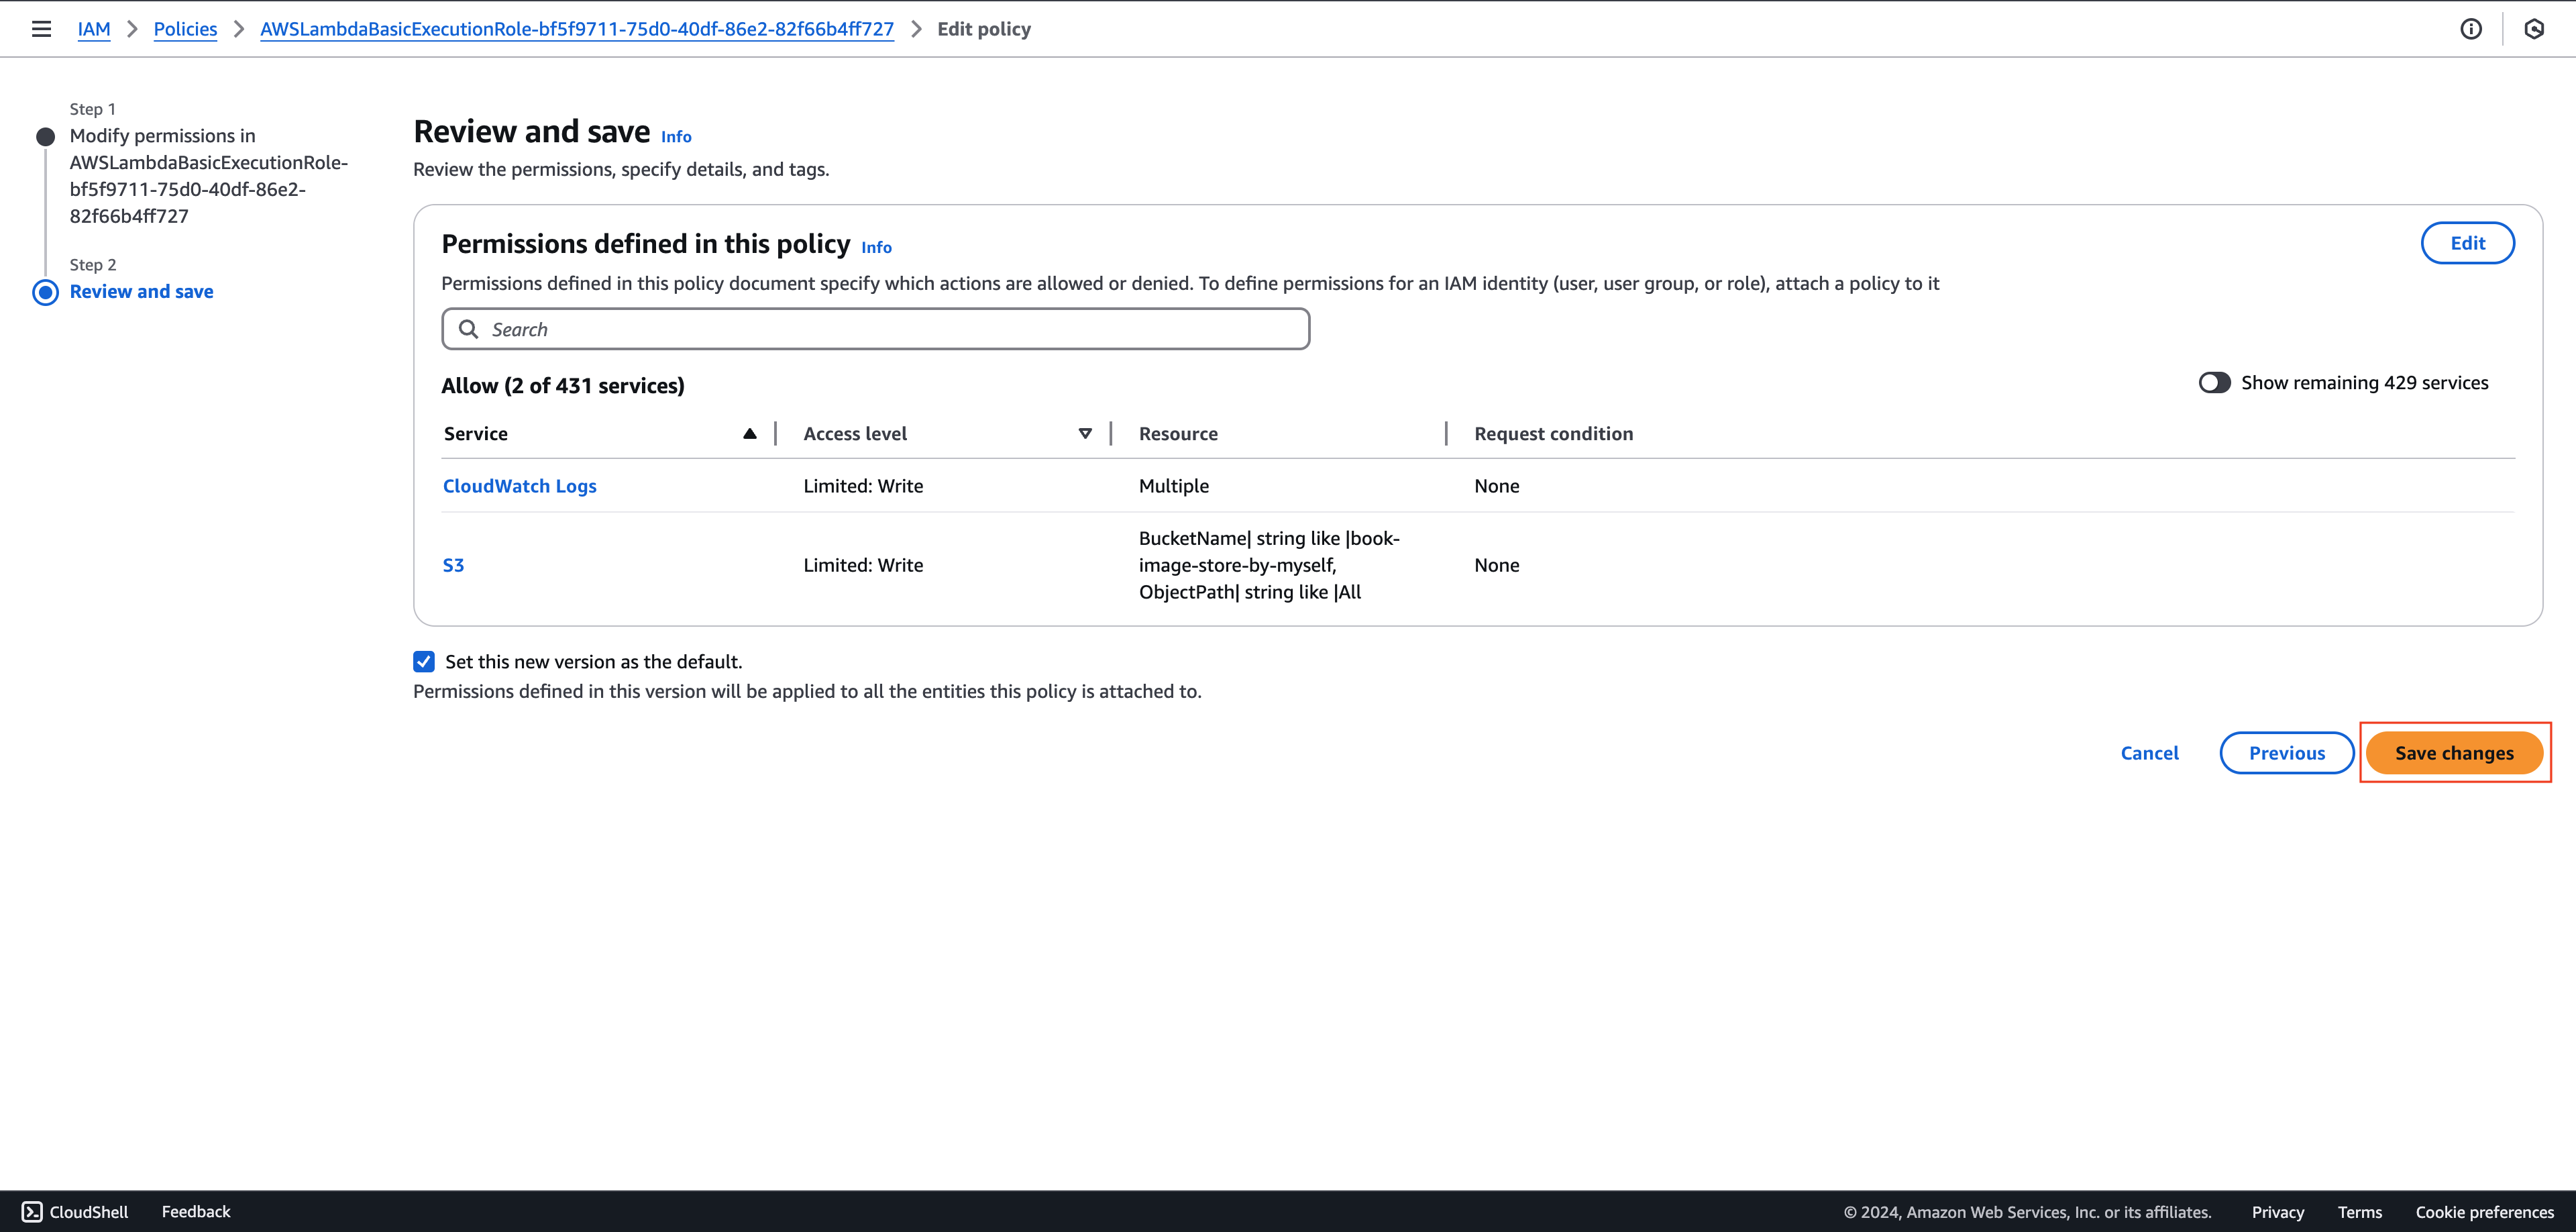 IAM > Policies > AWSLambdaBasicExecutionRole-bf5f9711-75d0-40df-86e2-82f66b4ff727 > Edit policy
Step 1
Modify permissions in
AWSLambdaBasicExecutionRole-
bf5f9711-75d0-40df-86e2-
82f66b4ff727
Step 2
Review and save
Review and save Info
Review the permissions, specify details, and tags.
Permissions defined in this policy Info
Edit
Permissions defined in this policy document specify which actions are allowed or denied. To define permissions for an IAM identity (user, user group, or role), attach a policy to it
Search
Allow (2 of 431 services)
Show remaining 429 services
Service Access level Resource Request condition
CloudWatch Logs Limited: Write Multiple None
BucketName| string like |book-
S3 Limited: Write image-store-by-myself, None
ObjectPath| string like |All
Set this new version as the default.
Permissions defined in this version will be applied to all the entities this policy is attached to.
Cancel Previous Save changes
CloudShell Feedback © 2024, Amazon Web Services, Inc. or its affiliates. Privacy Terms Cookie preferences